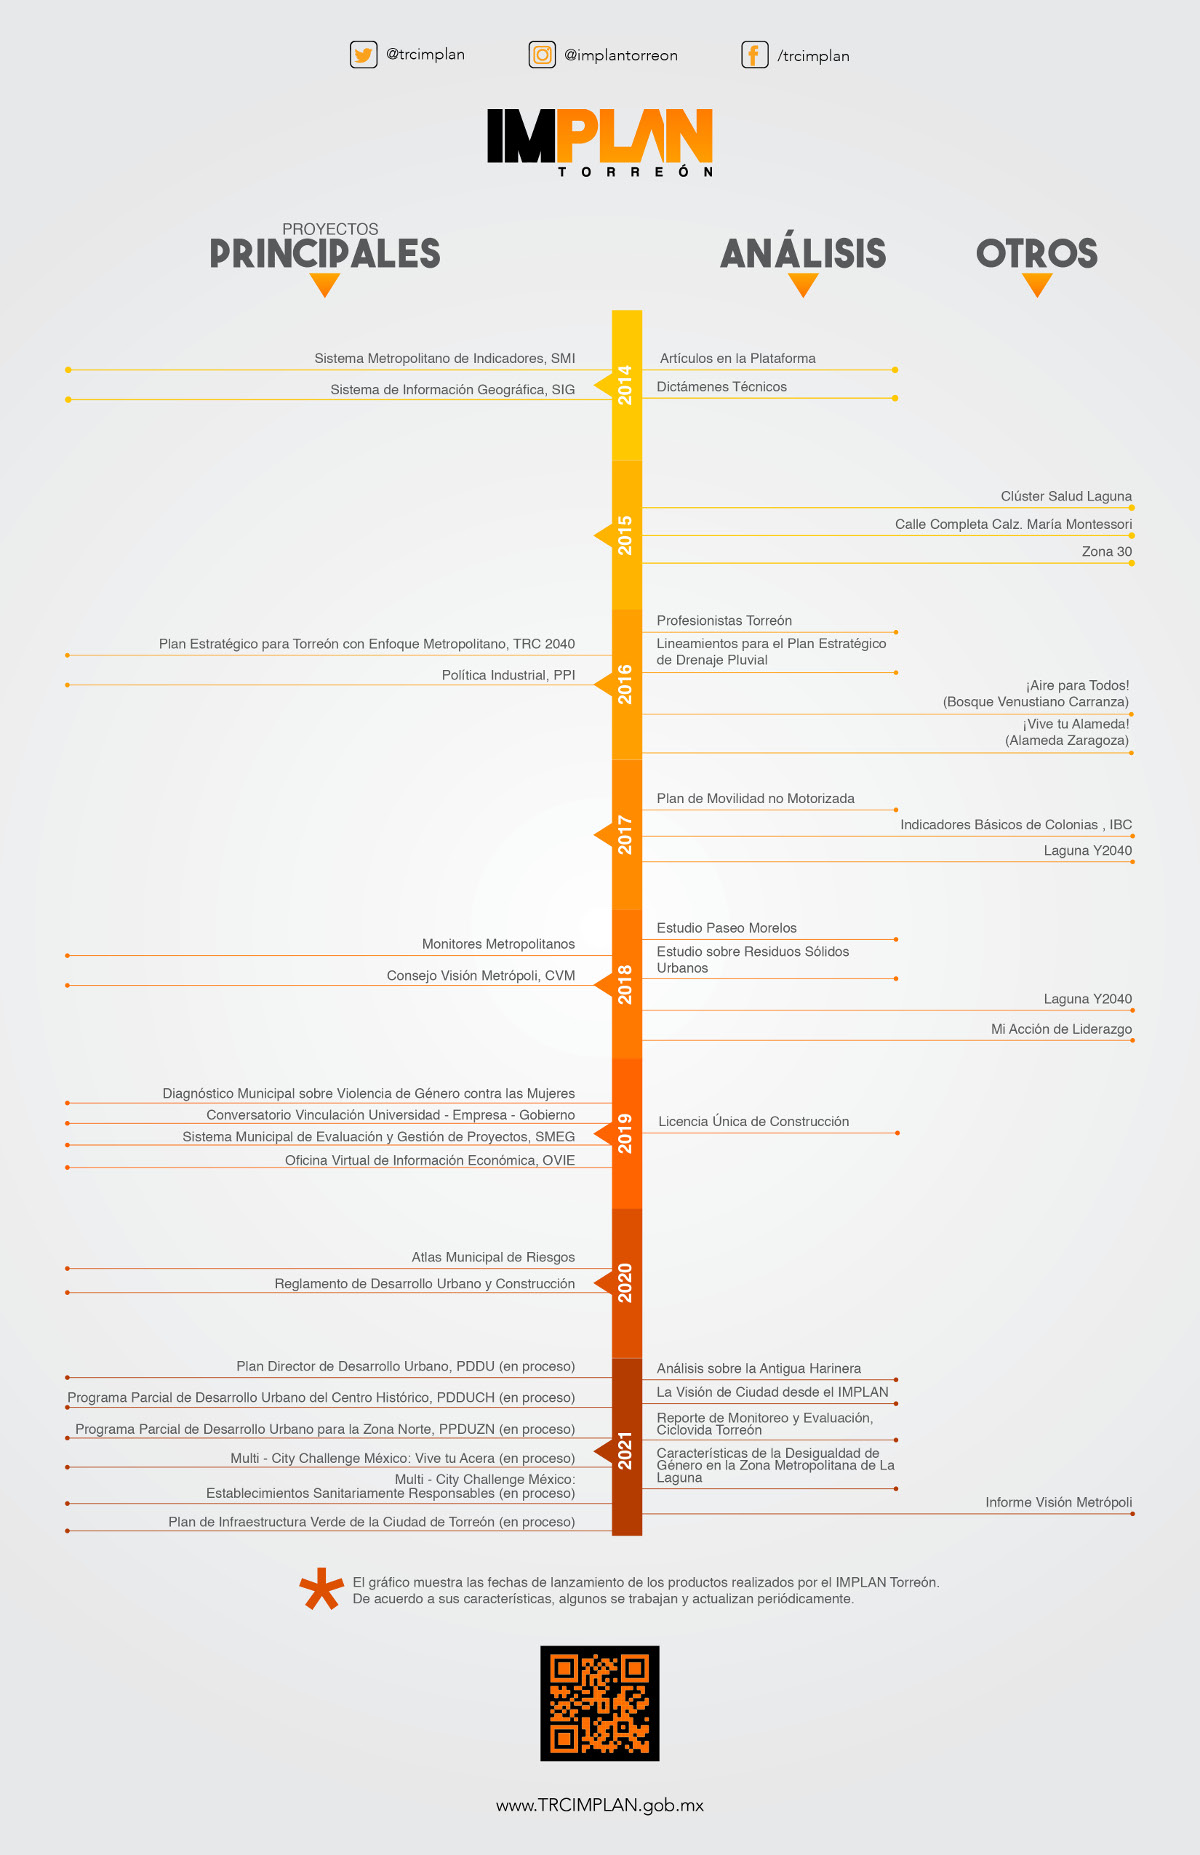 @trcimplan
@implantorreon
/trcimplan
IMPLAN
TORREÓN
PROYECTOS
PRINCIPALES
ANÁLISIS
OTROS
2014
Sistema Metropolitano de Indicadores, SMI
Sistema de Información Geográfica, SIG
Artículos en la Plataforma
Dictámenes Técnicos
2015
Clúster Salud Laguna
Calle Completa Calz. María Montessori
Zona 30
2016
Plan Estratégico para Torreón con Enfoque Metropolitano, TRC 2040
Política Industrial, PPI
Profesionistas Torreón
Lineamientos para el Plan Estratégico
de Drenaje Pluvial
¡Aire para Todos!
(Bosque Venustiano Carranza)
¡Vive tu Alameda!
(Alameda Zaragoza)
2017
Plan de Movilidad no Motorizada
Indicadores Básicos de Colonias , IBC
Laguna Y2040
2018
Monitores Metropolitanos
Consejo Visión Metrópoli, CVM
Estudio Paseo Morelos
Estudio sobre Residuos Sólidos
Urbanos
Laguna Y2040
Mi Acción de Liderazgo
2019
Diagnóstico Municipal sobre Violencia de Género contra las Mujeres
Conversatorio Vinculación Universidad - Empresa - Gobierno
Sistema Municipal de Evaluación y Gestión de Proyectos, SMEG
Oficina Virtual de Información Económica, OVIE
Licencia Única de Construcción
2020
Atlas Municipal de Riesgos
Reglamento de Desarrollo Urbano y Construcción
2021
Plan Director de Desarrollo Urbano, PDDU (en proceso)
Programa Parcial de Desarrollo Urbano del Centro Histórico, PDDUCH (en proceso)
Programa Parcial de Desarrollo Urbano para la Zona Norte, PPDUZN (en proceso)
Multi - City Challenge México: Vive tu Acera (en proceso)
Multi - City Challenge México:
Establecimientos Sanitariamente Responsables (en proceso)
Plan de Infraestructura Verde de la Ciudad de Torreón (en proceso)
Análisis sobre la Antigua Harinera
La Visión de Ciudad desde el IMPLAN
Reporte de Monitoreo y Evaluación,
Ciclovida Torreón
Características de la Desigualdad de
Género en la Zona Metropolitana de La
Laguna
Informe Visión Metrópoli
El gráfico muestra las fechas de lanzamiento de los productos realizados por el IMPLAN Torreón.
De acuerdo a sus características, algunos se trabajan y actualizan periódicamente.
www.TRCIMPLAN.gob.mx